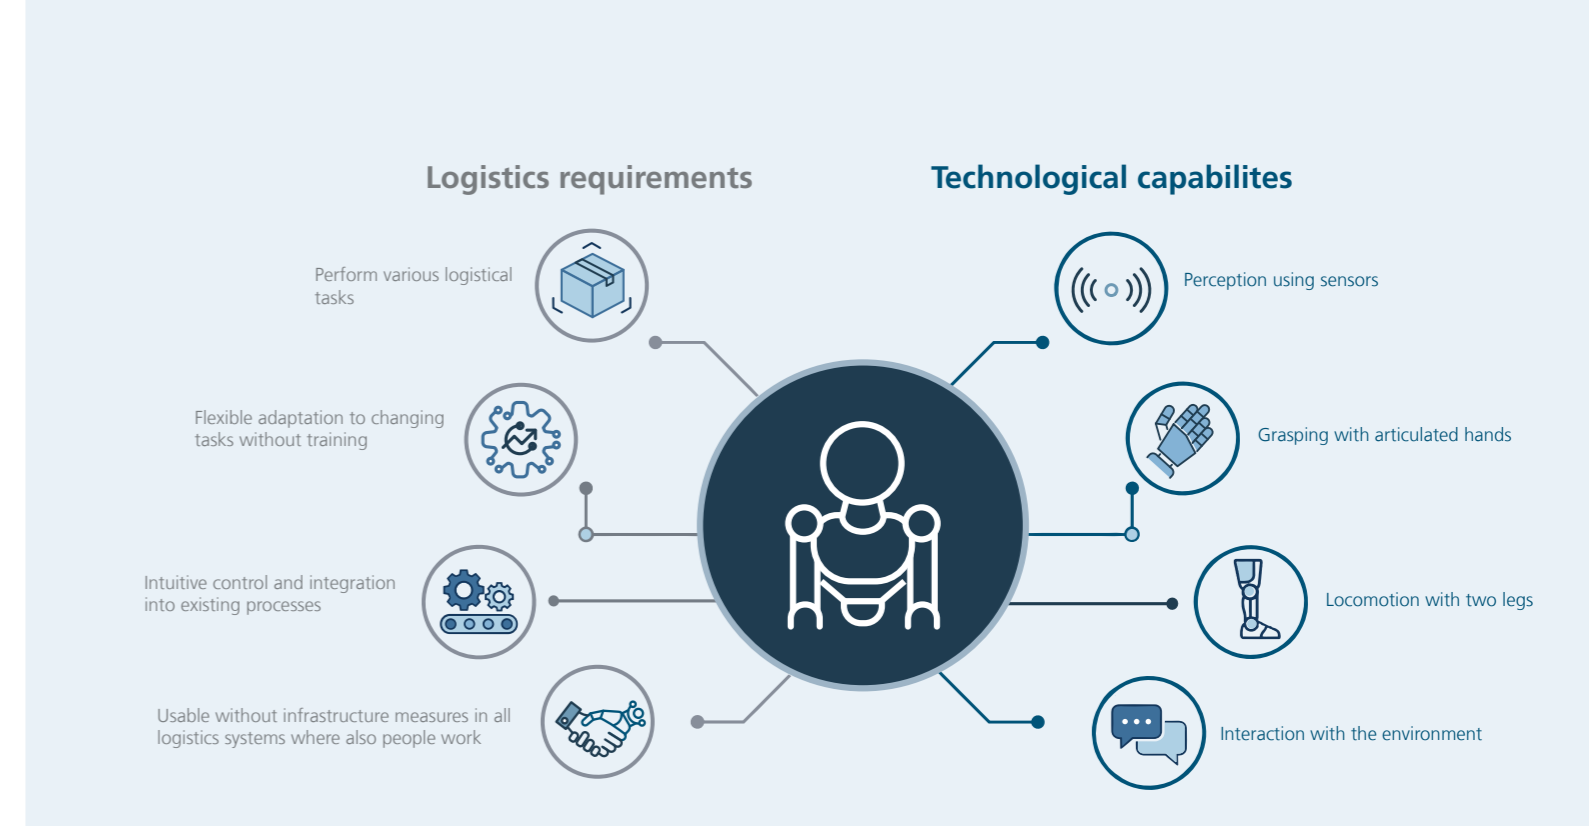 Logistics requirements
Perform various logistical
tasks
Flexible adaptation to changing
tasks without training
Intuitive control and integration
into existing processes
Usable without infrastructure measures in all
logistics systems where also people work
Technological capabilites
Perception using sensors
Grasping with articulated hands
Locomotion with two legs
Interaction with the environment